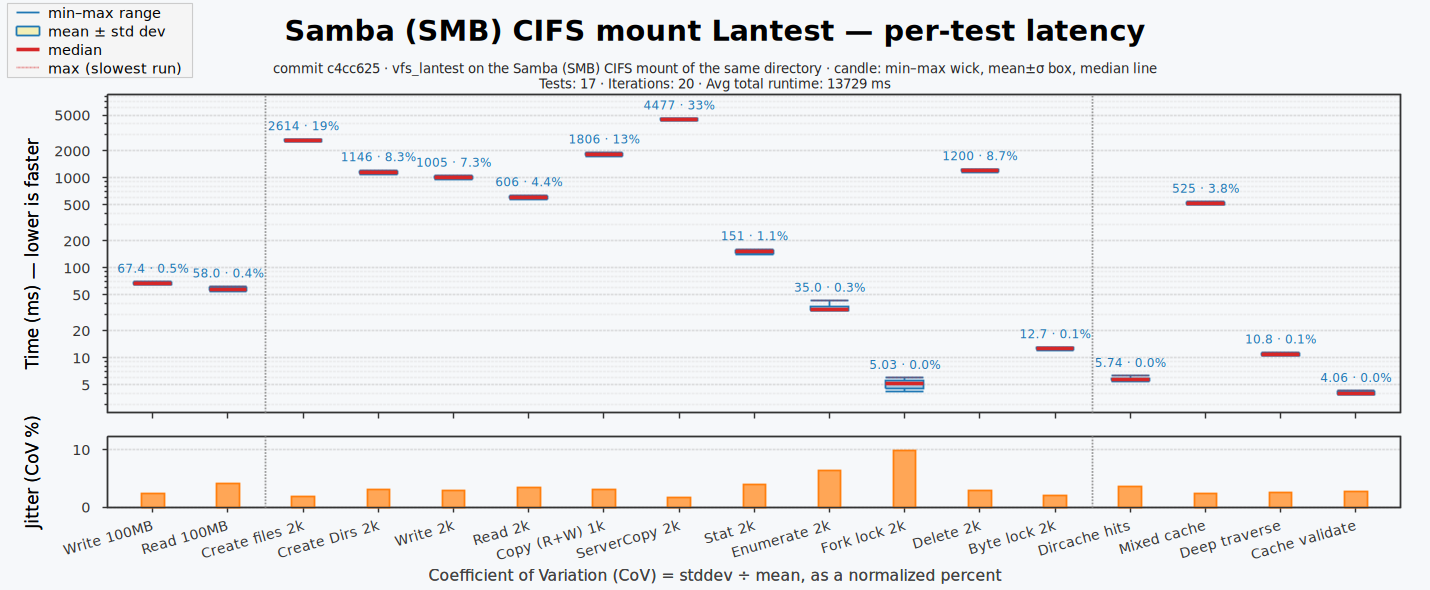 min–max range
mean ± std dev
median
max (slowest run)
Samba (SMB) CIFS mount Lantest — per-test latency
commit c4cc625 · vfs_lantest on the Samba (SMB) CIFS mount of the same directory · candle: min–max wick, mean±σ box, median line
Tests: 17 · Iterations: 20 · Avg total runtime: 13729 ms
Time (ms) — lower is faster
5000
2000
1000
500
200
100
50
20
10
5
67.4 · 0.5%
58.0 · 0.4%
2614 · 19%
1146 · 8.3%
1005 · 7.3%
606 · 4.4%
1806 · 13%
4477 · 33%
151 · 1.1%
35.0 · 0.3%
5.03 · 0.0%
1200 · 8.7%
12.7 · 0.1%
5.74 · 0.0%
525 · 3.8%
10.8 · 0.1%
4.06 · 0.0%
Jitter (CoV %)
10
0
Write 100MB
Read 100MB
Create files 2k
Create Dirs 2k
Write 2k
Read 2k
Copy (R+W) 1k
ServerCopy 2k
Stat 2k
Enumerate 2k
Fork lock 2k
Delete 2k
Byte lock 2k
Dircache hits
Mixed cache
Deep traverse
Cache validate
Coefficient of Variation (CoV) = stddev ÷ mean, as a normalized percent